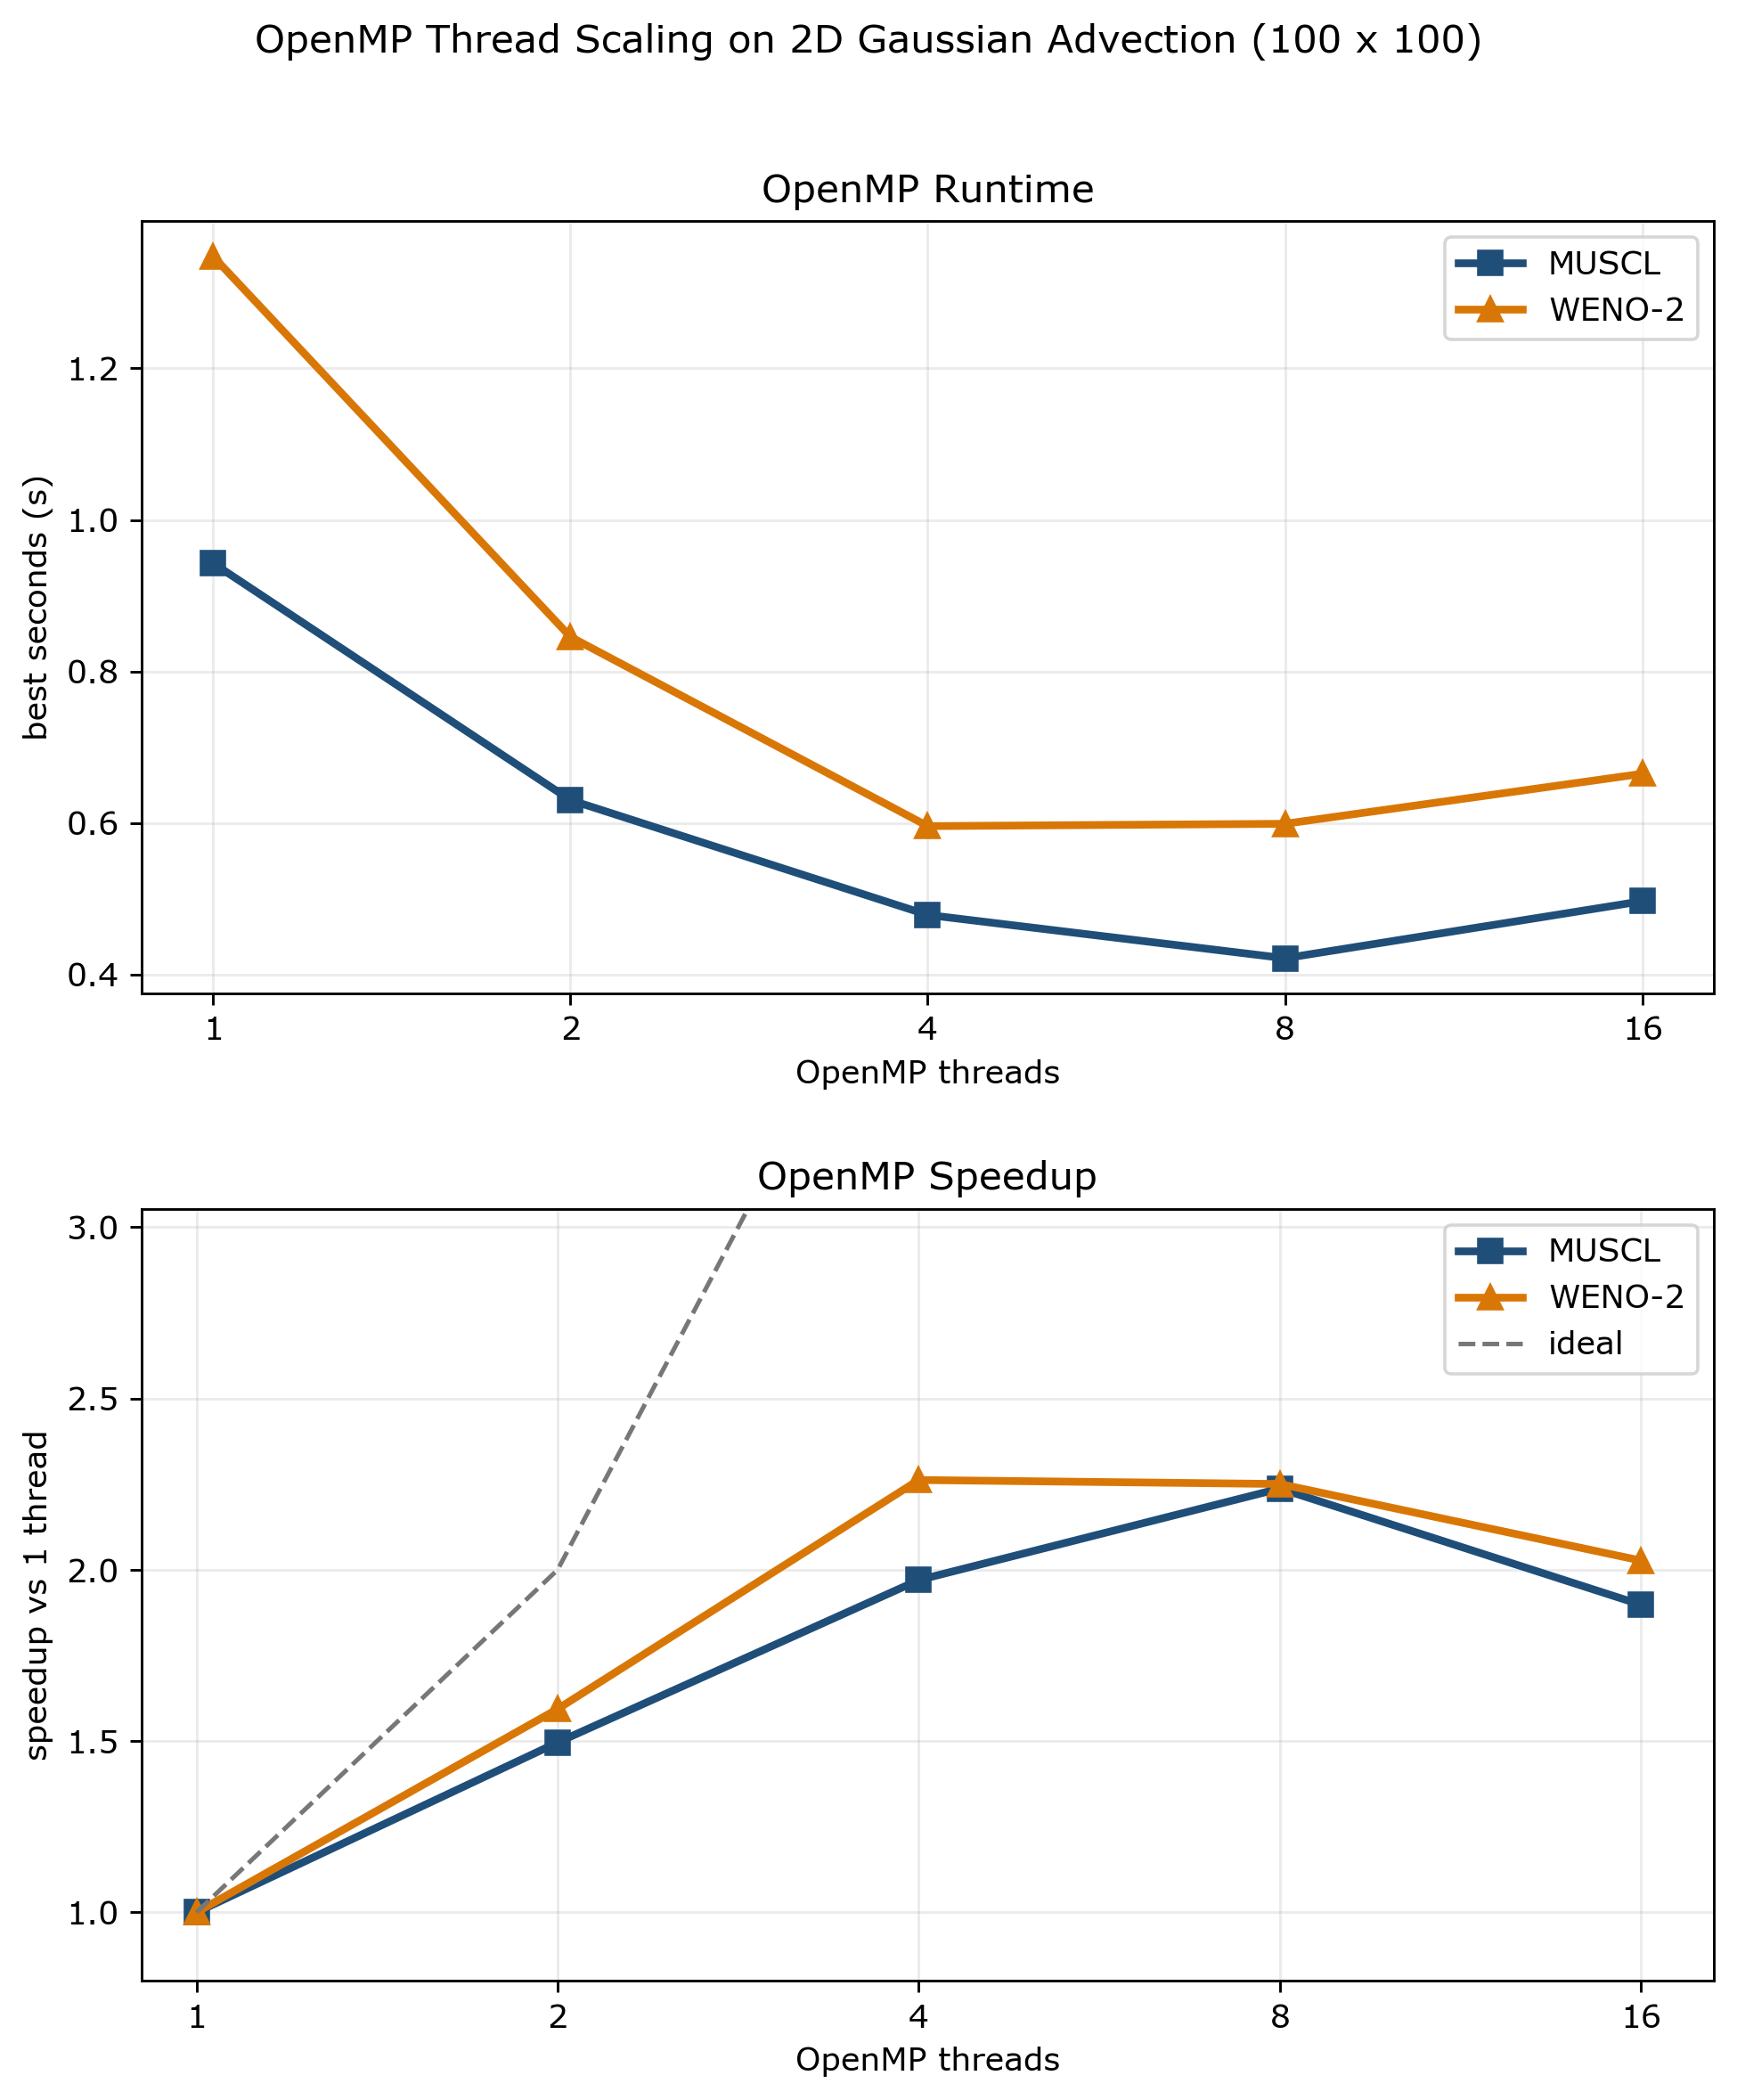 OpenMP Thread Scaling on 2D Gaussian Advection (100 x 100)
OpenMP Runtime
MUSCL
WENO-2
best seconds (s)
1.2
1.0
0.8
0.6
0.4
1 2 4 8 16
OpenMP threads
OpenMP Speedup
MUSCL
WENO-2
ideal
speedup vs 1 thread
3.0
2.5
2.0
1.5
1.0
1 2 4 8 16
OpenMP threads